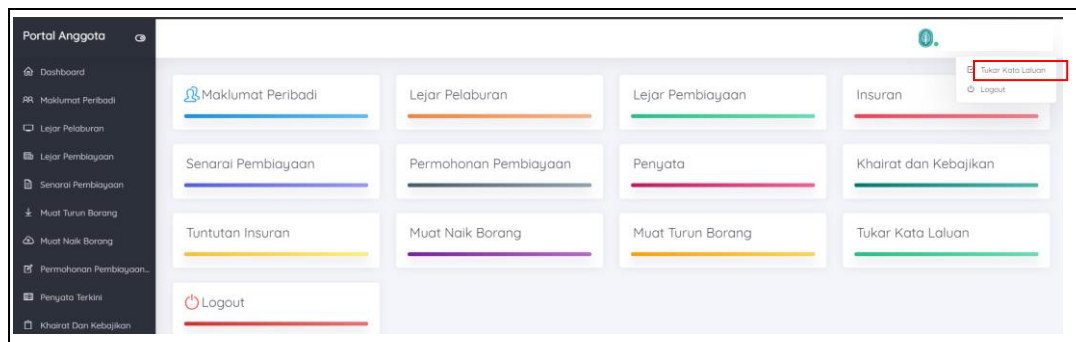 Portal Anggota
Dashboard
Maklumat Peribadi
Lejar Pelaburan
Lejar Pembiayaan
Senarai Pembiayaan
Muat Turun Borang
Muat Naik Borang
Permohonan Pembiayaan...
Penyata Terkini
Khairat Dan Kebajikan
Tukar Kata Laluan
Logout
Maklumat Peribadi
Lejar Pelaburan
Lejar Pembiayaan
Insuran
Senarai Pembiayaan
Permohonan Pembiayaan
Penyata
Khairat dan Kebajikan
Tuntutan Insuran
Muat Naik Borang
Muat Turun Borang
Tukar Kata Laluan
Logout